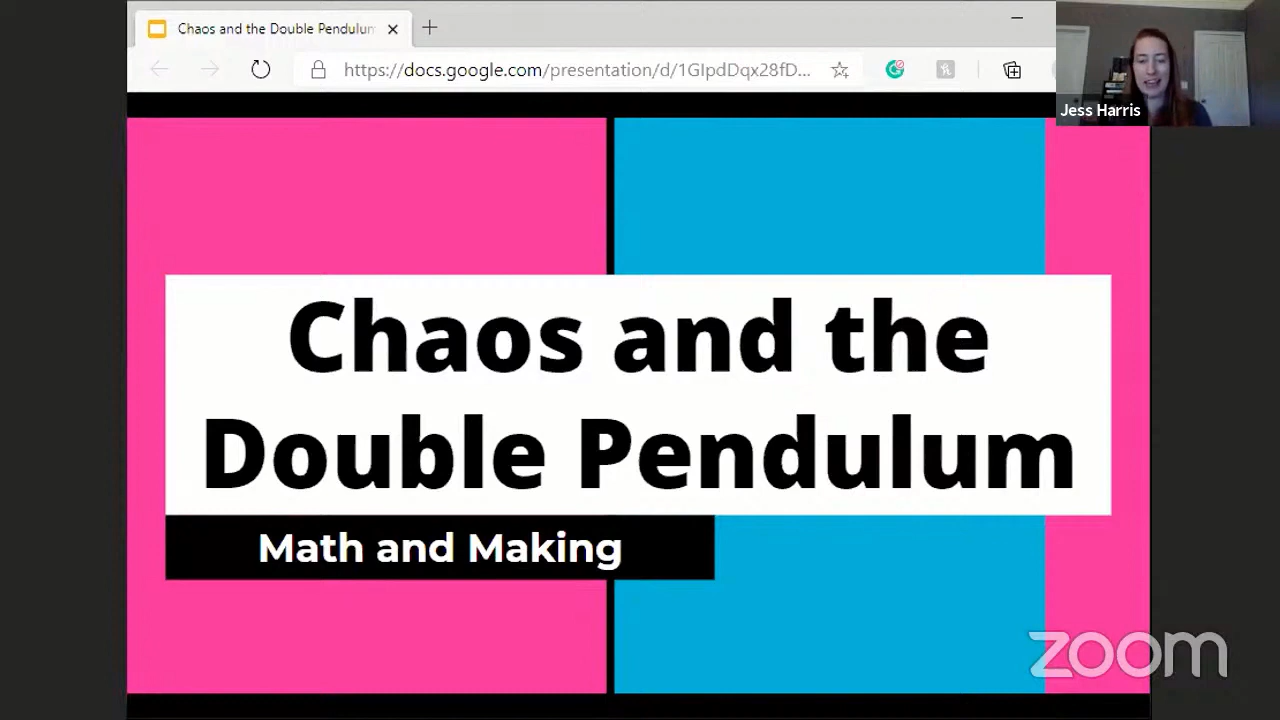 Chaos and the Double Pendulum
https://docs.google.com/presentation/d/1GIpdDqx28fD...
Jess Harris
Chaos and the
Double Pendulum
Math and Making
zoom